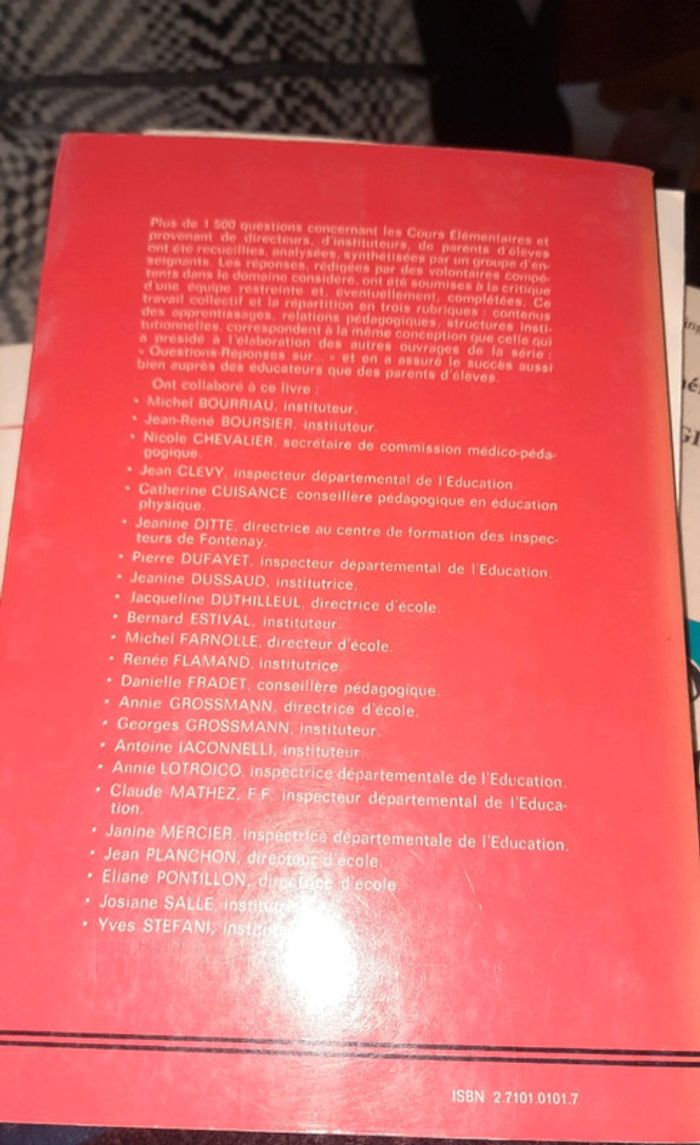 Plus de 1 500 questions concernant les Cours Élémentaires et
provenant de directeurs, d'instituteurs, de parents d'élèves
ont été recueillies, analysées, synthétisées par un groupe d'en-
seignants. Les réponses, rédigées par des volontaires compé-
tents dans le domaine considéré, ont été soumises à la critique
d'une équipe restreinte et, éventuellement, complétées. Ce
travail collectif et la répartition en trois rubriques : contenus
des apprentissages, relations pédagogiques, structures insti-
tutionnelles, correspondent à la même conception que celle qui
a présidé à l'élaboration des autres ouvrages de la série :
« Questions-Réponses sur... » et en a assuré le succès aussi
bien auprès des éducateurs que des parents d'élèves.
Ont collaboré à ce livre :
• Michel BOURRIAU, instituteur.
• Jean-René BOURSIER, instituteur.
• Nicole CHEVALIER, secrétaire de commission médico-péda-
gogique.
• Jean CLEVY, inspecteur départemental de l'Education.
• Catherine CUISANCE, conseillère pédagogique en éducation
physique.
• Jeanine DITTE, directrice au centre de formation des inspec-
teurs de Fontenay.
• Pierre DUFAYET, inspecteur départemental de l'Education.
• Jeanine DUSSAUD, institutrice.
• Jacqueline DUTHILLEUL, directrice d'école.
• Bernard ESTIVAL, instituteur.
• Michel FARNOLLE, directeur d'école.
• Renée FLAMAND, institutrice.
• Danielle FRADET, conseillère pédagogique.
• Annie GROSSMANN, directrice d'école.
• Georges GROSSMANN, instituteur.
• Antoine IACONNELLI, instituteur.
• Annie LOTROICO, inspectrice départementale de l'Education.
• Claude MATHEZ, F.F. inspecteur départemental de l'Educa-
tion.
• Janine MERCIER, inspectrice départementale de l'Education.
• Jean PLANCHON, directeur d'école.
• Eliane PONTILLON, directrice d'école.
• Josiane SALLE,
• Yves STEFANI,
ISBN 2.7101.0101.7